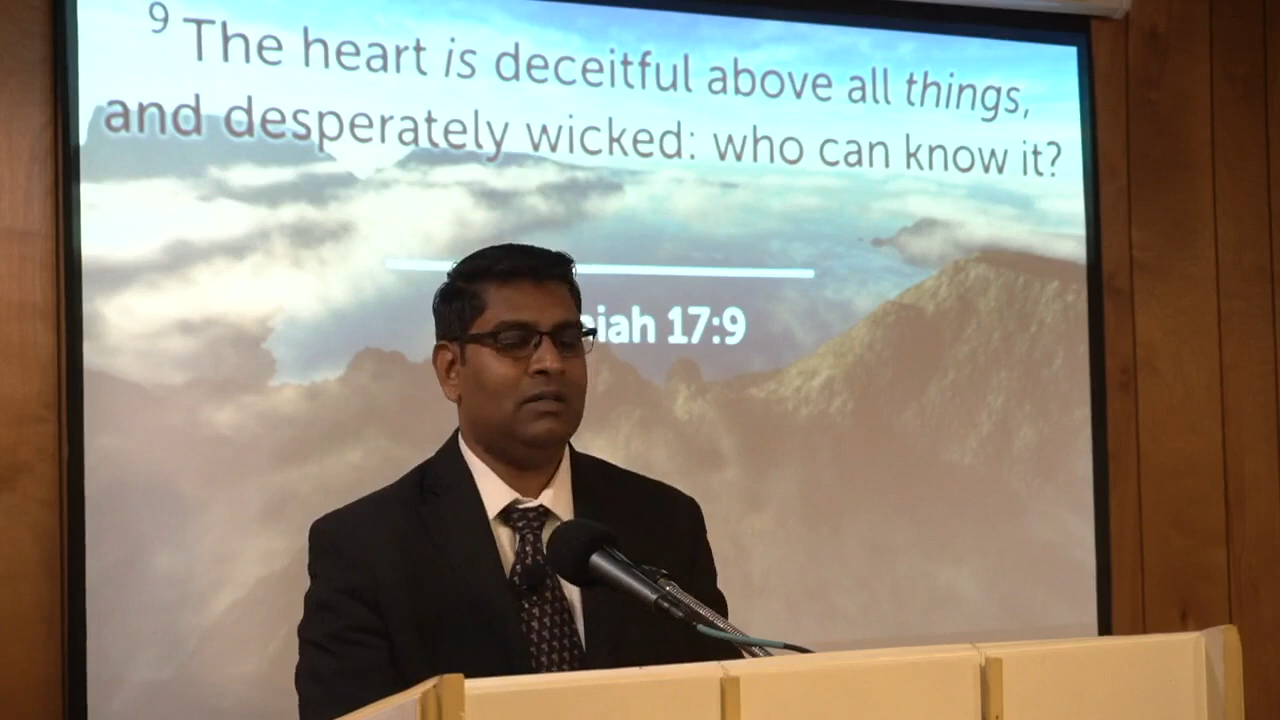 9 The heart is deceitful above all things,
and desperately wicked: who can know it?
iah 17:9